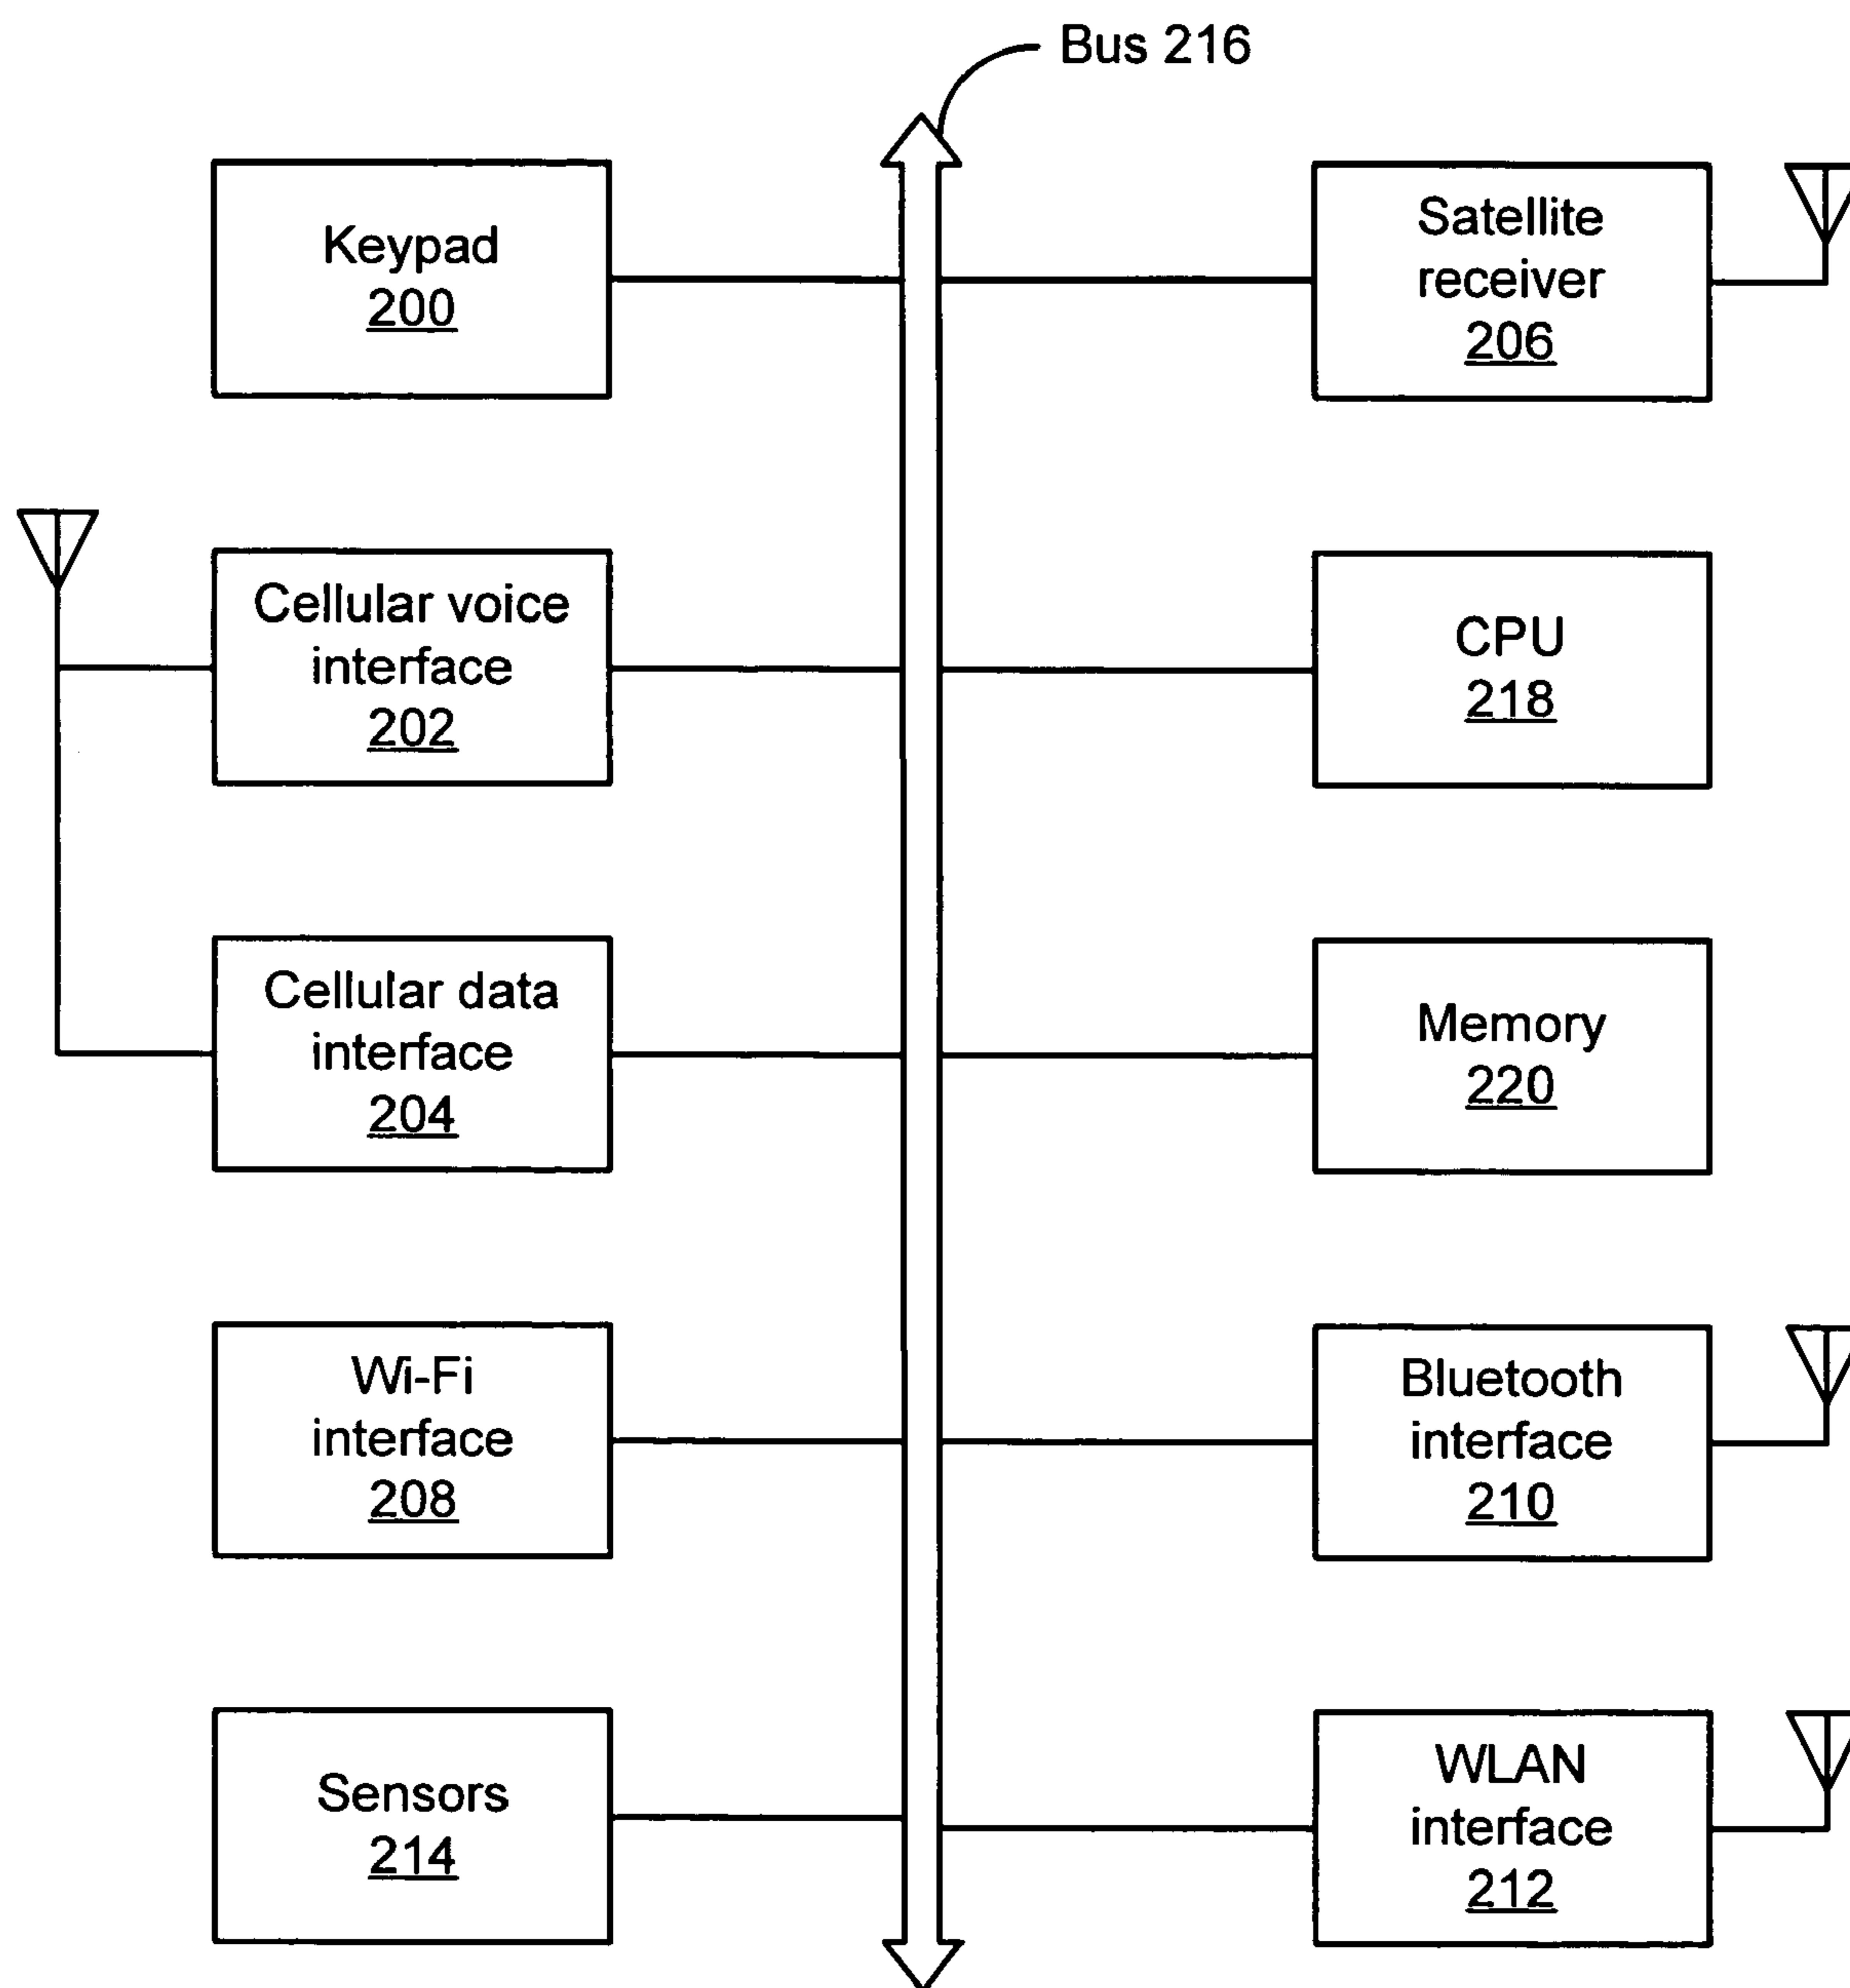 Bus 216
Keypad
200
Satellite
receiver
206
Cellular voice
interface
202
CPU
218
Cellular data
interface
204
Memory
220
Wi-Fi
interface
208
Bluetooth
interface
210
Sensors
214
WLAN
interface
212